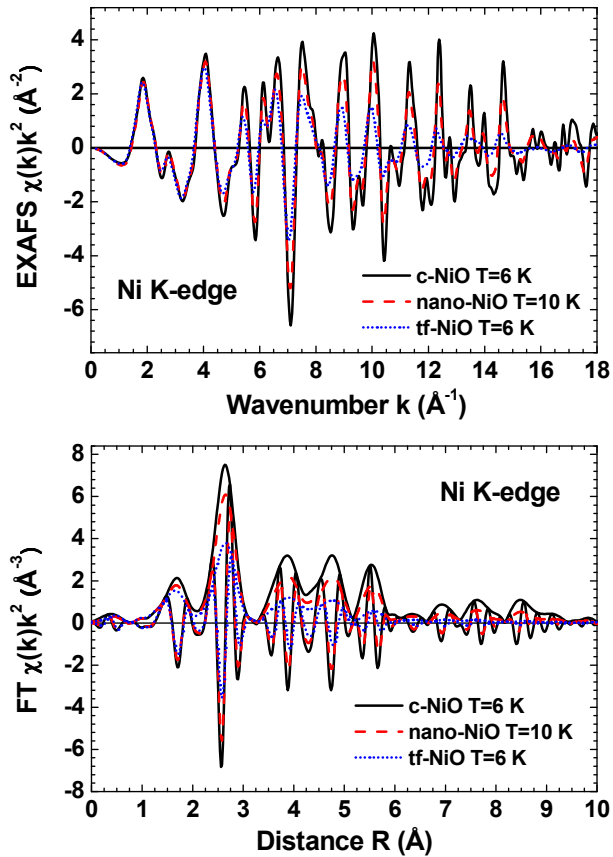 4
2
0
-2
-4
-6
EXAFS χ(k)k² (Å⁻²)
Ni K-edge
c-NiO T=6 K
nano-NiO T=10 K
tf-NiO T=6 K
0 2 4 6 8 10 12 14 16 18
Wavenumber k (Å⁻¹)
8
6
4
2
0
-2
-4
-6
-8
FT χ(k)k² (Å⁻³)
Ni K-edge
c-NiO T=6 K
nano-NiO T=10 K
tf-NiO T=6 K
0 1 2 3 4 5 6 7 8 9 10
Distance R (Å)